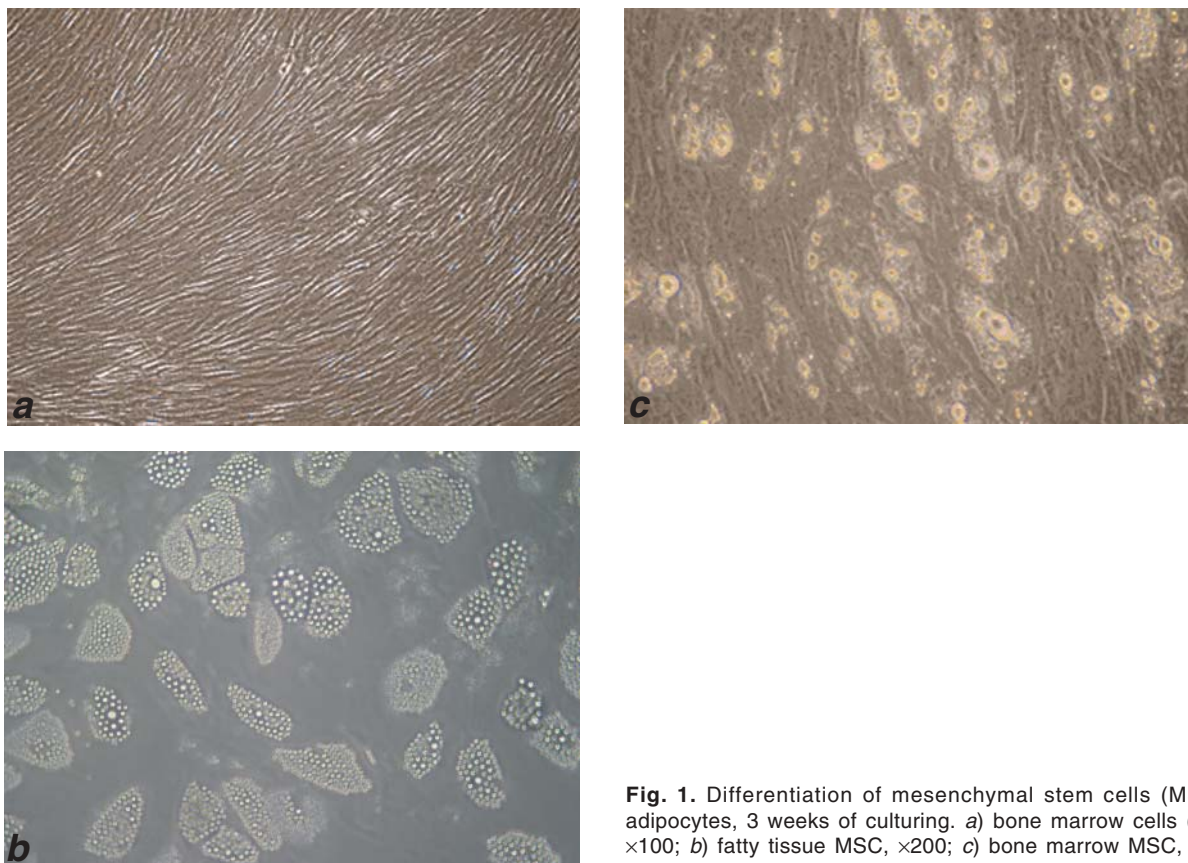 a
c
b
Fig. 1. Differentiation of mesenchymal stem cells (M
adipocytes, 3 weeks of culturing. a) bone marrow cells (
×100; b) fatty tissue MSC, ×200; c) bone marrow MSC,